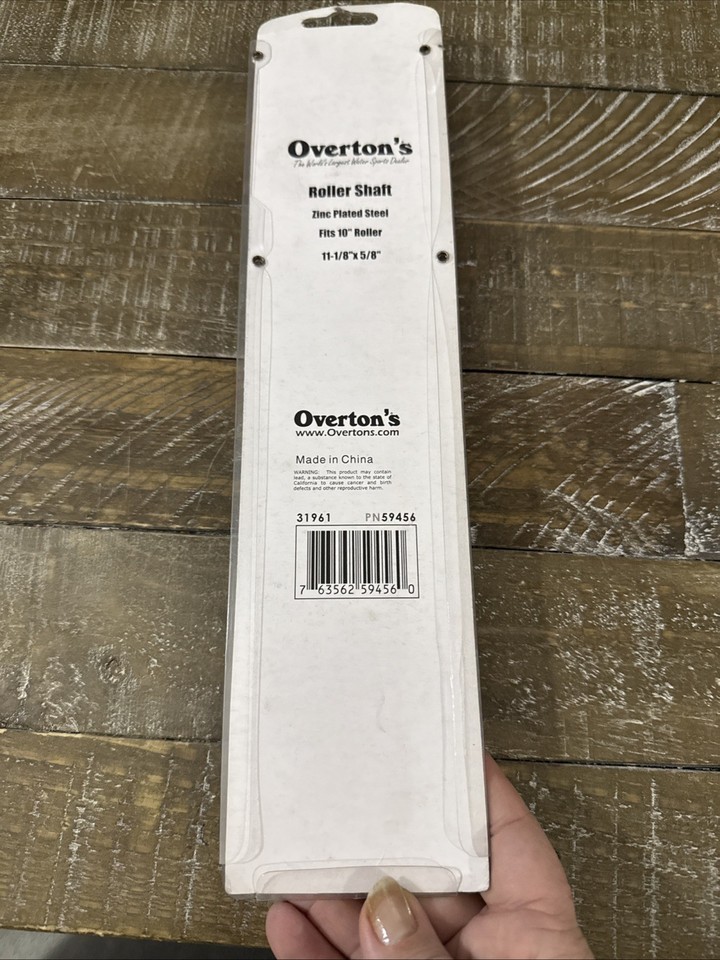 Overton's
The World's Largest Water Sports Dealer
Roller Shaft
Zinc Plated Steel
Fits 10" Roller
11-1/8"x 5/8"
Overton's
www.Overtons.com
Made in China
WARNING: This product may contain
lead, a substance known to the state of
California to cause cancer and birth
defects and other reproductive harm.
31961 PN59456
7 63562 59456 0